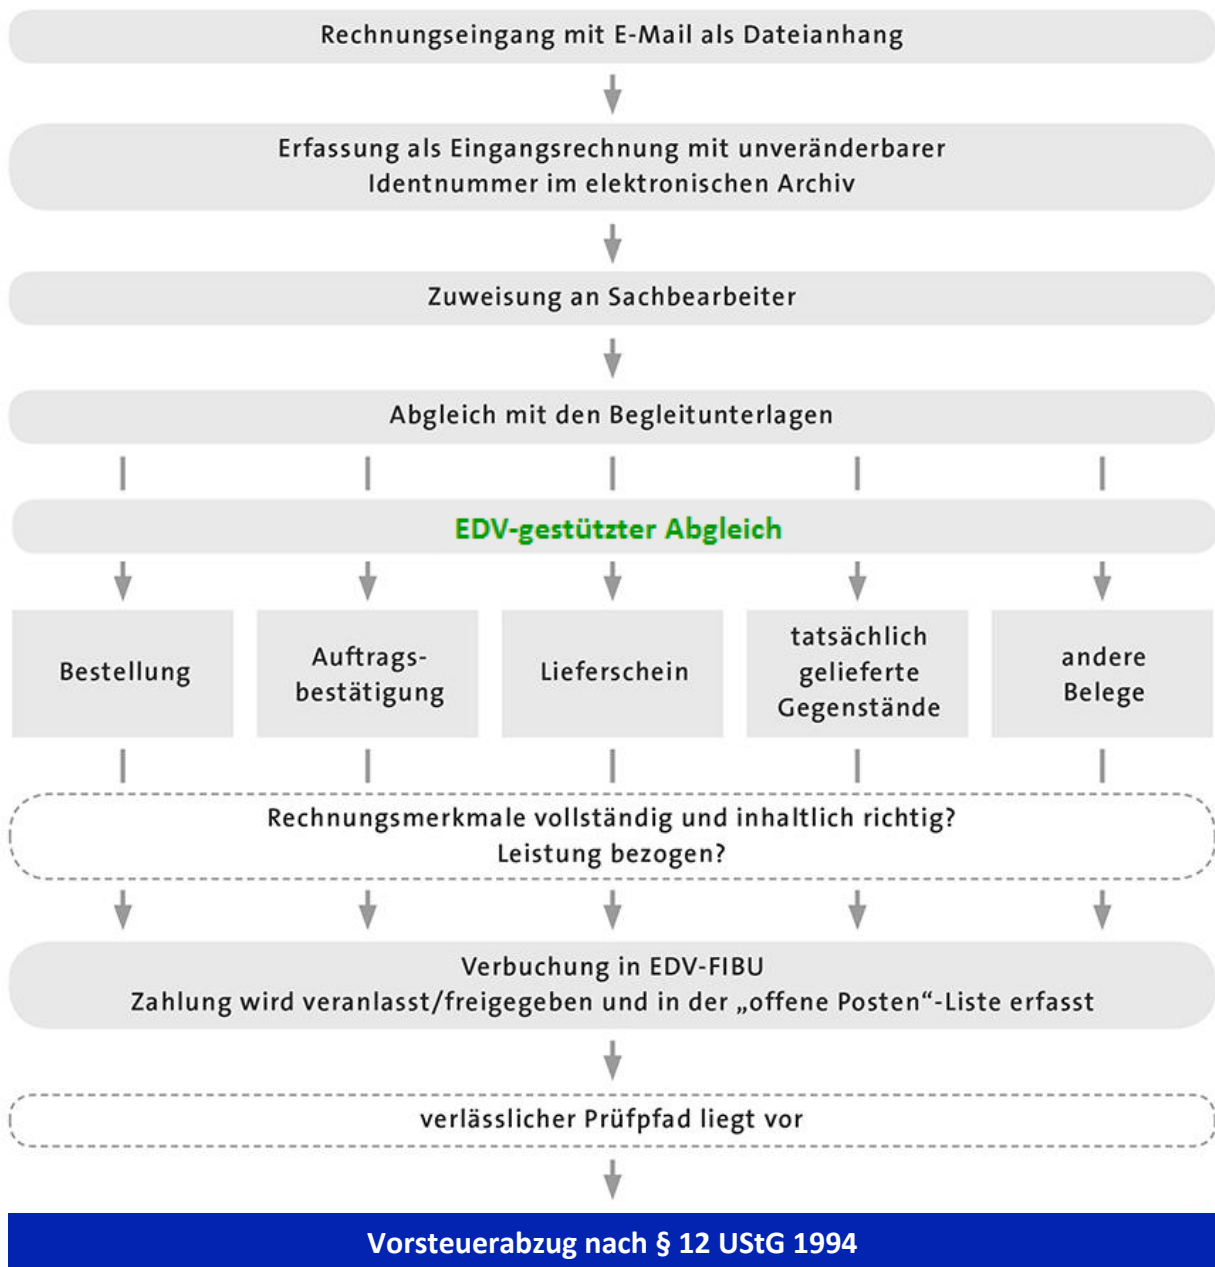 Rechnungseingang mit E-Mail als Dateianhang
Erfassung als Eingangsrechnung mit unveränderbarer
Identnummer im elektronischen Archiv
Zuweisung an Sachbearbeiter
Abgleich mit den Begleitunterlagen
EDV-gestützter Abgleich
Bestellung
Auftrags-
bestätigung
Lieferschein
tatsächlich
gelieferte
Gegenstände
andere
Belege
Rechnungsmerkmale vollständig und inhaltlich richtig?
Leistung bezogen?
Verbuchung in EDV-FIBU
Zahlung wird veranlasst/freigegeben und in der „offene Posten“-Liste erfasst
verlässlicher Prüfpfad liegt vor
Vorsteuerabzug nach § 12 UStG 1994